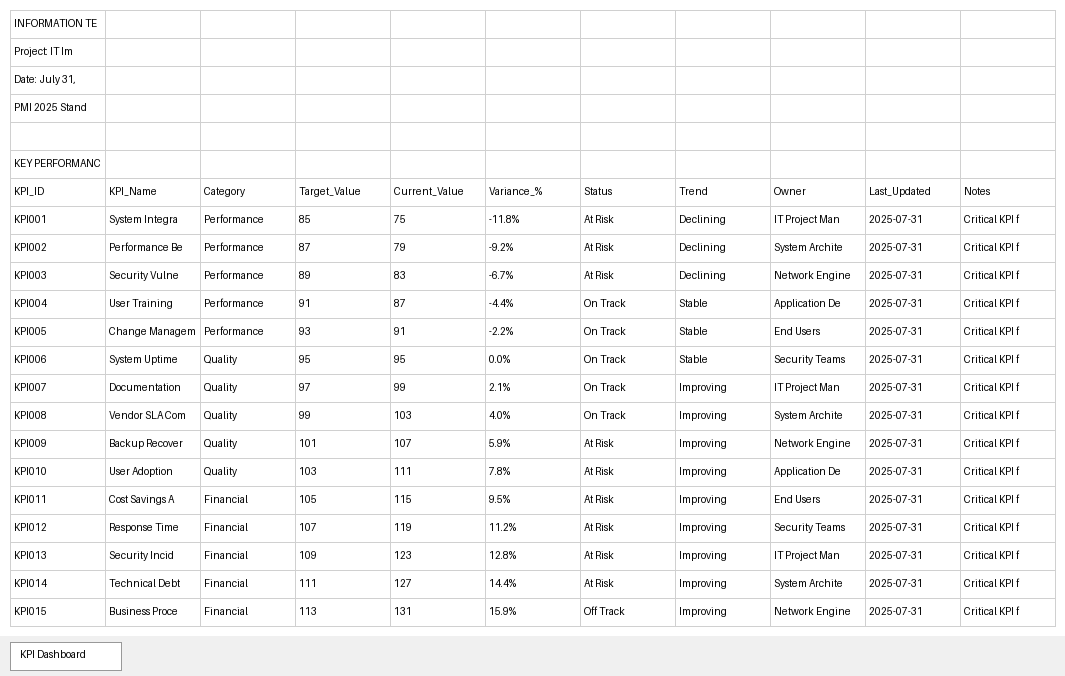 INFORMATION TE
Project: IT Im
Date: July 31,
PMI 2025 Stand
KEY PERFORMANC
KPI_ID KPI_Name Category Target_Value Current_Value Variance_% Status Trend Owner Last_Updated Notes
KPI001 System Integra Performance 85 75 -11.8% At Risk Declining IT Project Man 2025-07-31 Critical KPI f
KPI002 Performance Be Performance 87 79 -9.2% At Risk Declining System Archite 2025-07-31 Critical KPI f
KPI003 Security Vulne Performance 89 83 -6.7% At Risk Declining Network Engine 2025-07-31 Critical KPI f
KPI004 User Training Performance 91 87 -4.4% On Track Stable Application De 2025-07-31 Critical KPI f
KPI005 Change Managem Performance 93 91 -2.2% On Track Stable End Users 2025-07-31 Critical KPI f
KPI006 System Uptime Quality 95 95 0.0% On Track Stable Security Teams 2025-07-31 Critical KPI f
KPI007 Documentation Quality 97 99 2.1% On Track Improving IT Project Man 2025-07-31 Critical KPI f
KPI008 Vendor SLA Com Quality 99 103 4.0% On Track Improving System Archite 2025-07-31 Critical KPI f
KPI009 Backup Recover Quality 101 107 5.9% At Risk Improving Network Engine 2025-07-31 Critical KPI f
KPI010 User Adoption Quality 103 111 7.8% At Risk Improving Application De 2025-07-31 Critical KPI f
KPI011 Cost Savings A Financial 105 115 9.5% At Risk Improving End Users 2025-07-31 Critical KPI f
KPI012 Response Time Financial 107 119 11.2% At Risk Improving Security Teams 2025-07-31 Critical KPI f
KPI013 Security Incid Financial 109 123 12.8% At Risk Improving IT Project Man 2025-07-31 Critical KPI f
KPI014 Technical Debt Financial 111 127 14.4% At Risk Improving System Archite 2025-07-31 Critical KPI f
KPI015 Business Proce Financial 113 131 15.9% Off Track Improving Network Engine 2025-07-31 Critical KPI f
KPI Dashboard